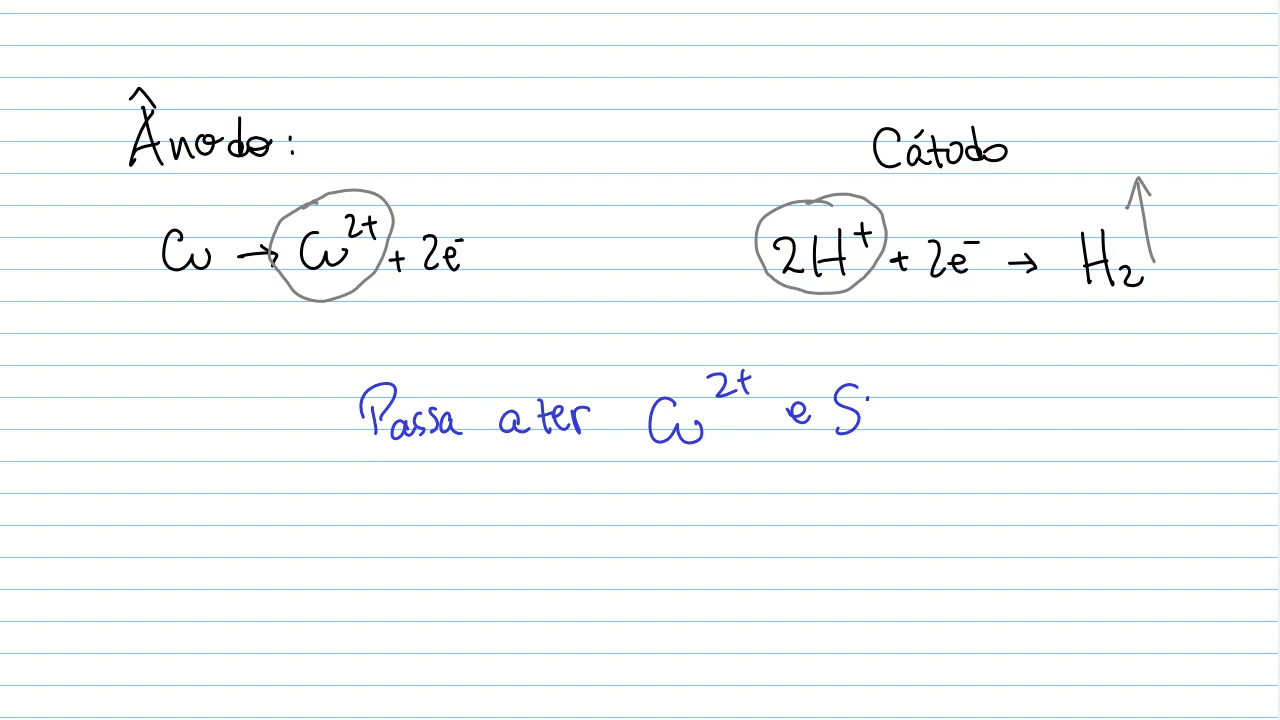 Ânodo:
Cátodo
Cu → Cu²⁺ + 2e⁻
2H⁺ + 2e⁻ → H₂
Passa a ter Cu²⁺ e S